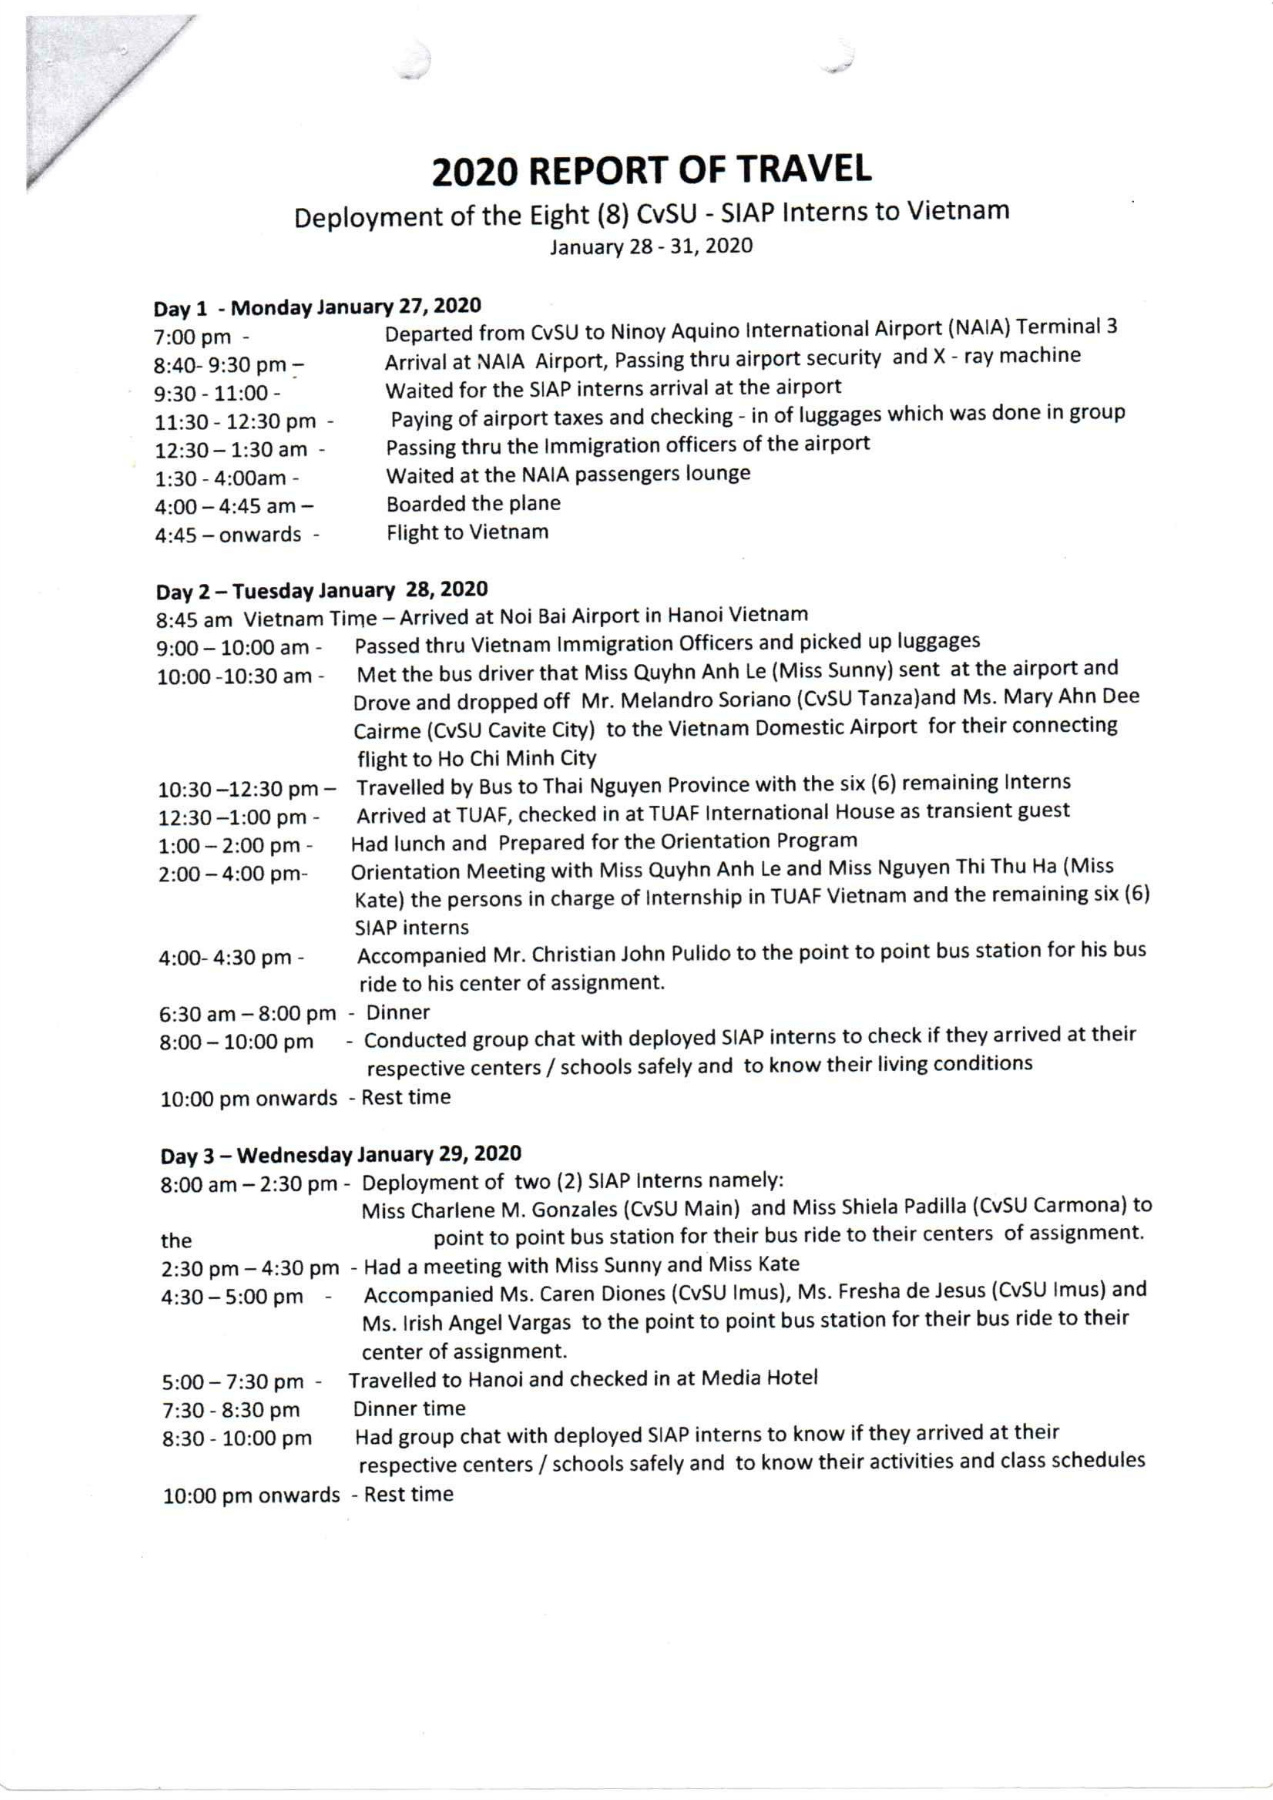 2020 REPORT OF TRAVEL
Deployment of the Eight (8) CvSU - SIAP Interns to Vietnam
January 28 - 31, 2020
Day 1 - Monday January 27, 2020
7:00 pm - Departed from CvSU to Ninoy Aquino International Airport (NAIA) Terminal 3
8:40- 9:30 pm – Arrival at NAIA Airport, Passing thru airport security and X - ray machine
9:30 - 11:00 - Waited for the SIAP interns arrival at the airport
11:30 - 12:30 pm - Paying of airport taxes and checking - in of luggages which was done in group
12:30 – 1:30 am - Passing thru the Immigration officers of the airport
1:30 - 4:00am - Waited at the NAIA passengers lounge
4:00 – 4:45 am – Boarded the plane
4:45 – onwards - Flight to Vietnam
Day 2 – Tuesday January 28, 2020
8:45 am Vietnam Time – Arrived at Noi Bai Airport in Hanoi Vietnam
9:00 – 10:00 am - Passed thru Vietnam Immigration Officers and picked up luggages
10:00 -10:30 am - Met the bus driver that Miss Quyhn Anh Le (Miss Sunny) sent at the airport and
Drove and dropped off Mr. Melandro Soriano (CvSU Tanza)and Ms. Mary Ahn Dee
Cairme (CvSU Cavite City) to the Vietnam Domestic Airport for their connecting
flight to Ho Chi Minh City
10:30 –12:30 pm – Travelled by Bus to Thai Nguyen Province with the six (6) remaining Interns
12:30 –1:00 pm - Arrived at TUAF, checked in at TUAF International House as transient guest
1:00 – 2:00 pm - Had lunch and Prepared for the Orientation Program
2:00 – 4:00 pm- Orientation Meeting with Miss Quyhn Anh Le and Miss Nguyen Thi Thu Ha (Miss
Kate) the persons in charge of Internship in TUAF Vietnam and the remaining six (6)
SIAP interns
4:00- 4:30 pm - Accompanied Mr. Christian John Pulido to the point to point bus station for his bus
ride to his center of assignment.
6:30 am – 8:00 pm - Dinner
8:00 – 10:00 pm - Conducted group chat with deployed SIAP interns to check if they arrived at their
respective centers / schools safely and to know their living conditions
10:00 pm onwards - Rest time
Day 3 – Wednesday January 29, 2020
8:00 am – 2:30 pm - Deployment of two (2) SIAP Interns namely:
Miss Charlene M. Gonzales (CvSU Main) and Miss Shiela Padilla (CvSU Carmona) to
the point to point bus station for their bus ride to their centers of assignment.
2:30 pm – 4:30 pm - Had a meeting with Miss Sunny and Miss Kate
4:30 – 5:00 pm - Accompanied Ms. Caren Diones (CvSU Imus), Ms. Fresha de Jesus (CvSU Imus) and
Ms. Irish Angel Vargas to the point to point bus station for their bus ride to their
center of assignment.
5:00 – 7:30 pm - Travelled to Hanoi and checked in at Media Hotel
7:30 - 8:30 pm Dinner time
8:30 - 10:00 pm Had group chat with deployed SIAP interns to know if they arrived at their
respective centers / schools safely and to know their activities and class schedules
10:00 pm onwards - Rest time